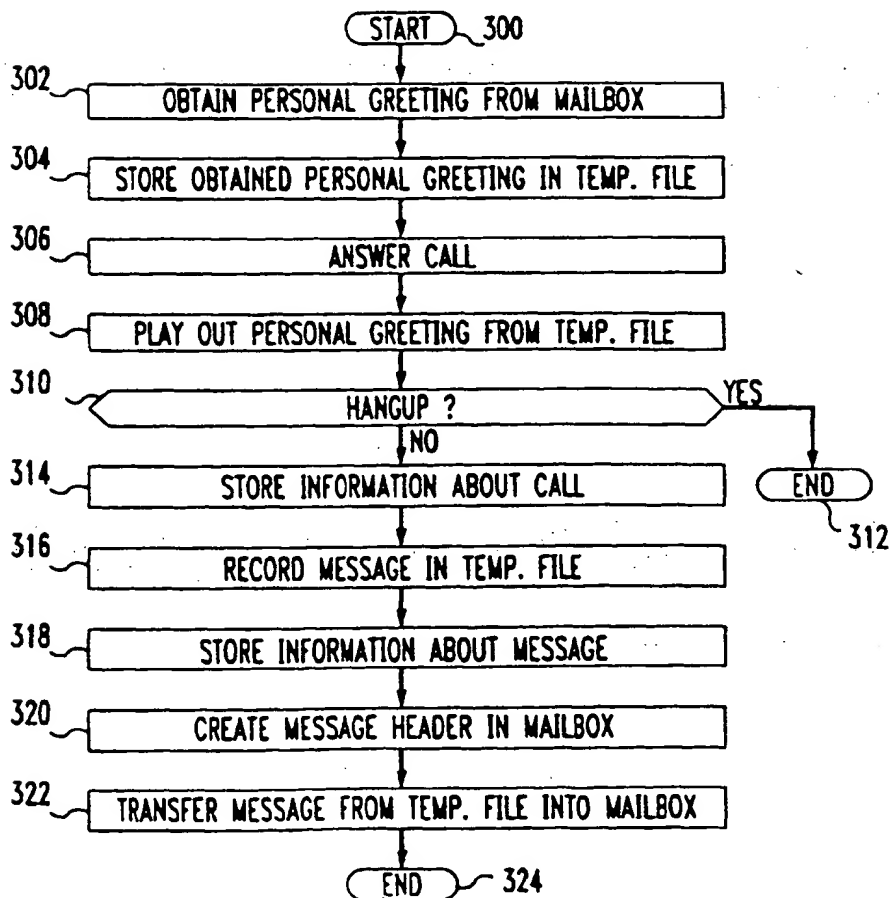 START 300
302
OBTAIN PERSONAL GREETING FROM MAILBOX
304
STORE OBTAINED PERSONAL GREETING IN TEMP. FILE
306
ANSWER CALL
308
PLAY OUT PERSONAL GREETING FROM TEMP. FILE
310
HANGUP ?
YES
NO
314
STORE INFORMATION ABOUT CALL
END
312
316
RECORD MESSAGE IN TEMP. FILE
318
STORE INFORMATION ABOUT MESSAGE
320
CREATE MESSAGE HEADER IN MAILBOX
322
TRANSFER MESSAGE FROM TEMP. FILE INTO MAILBOX
END 324